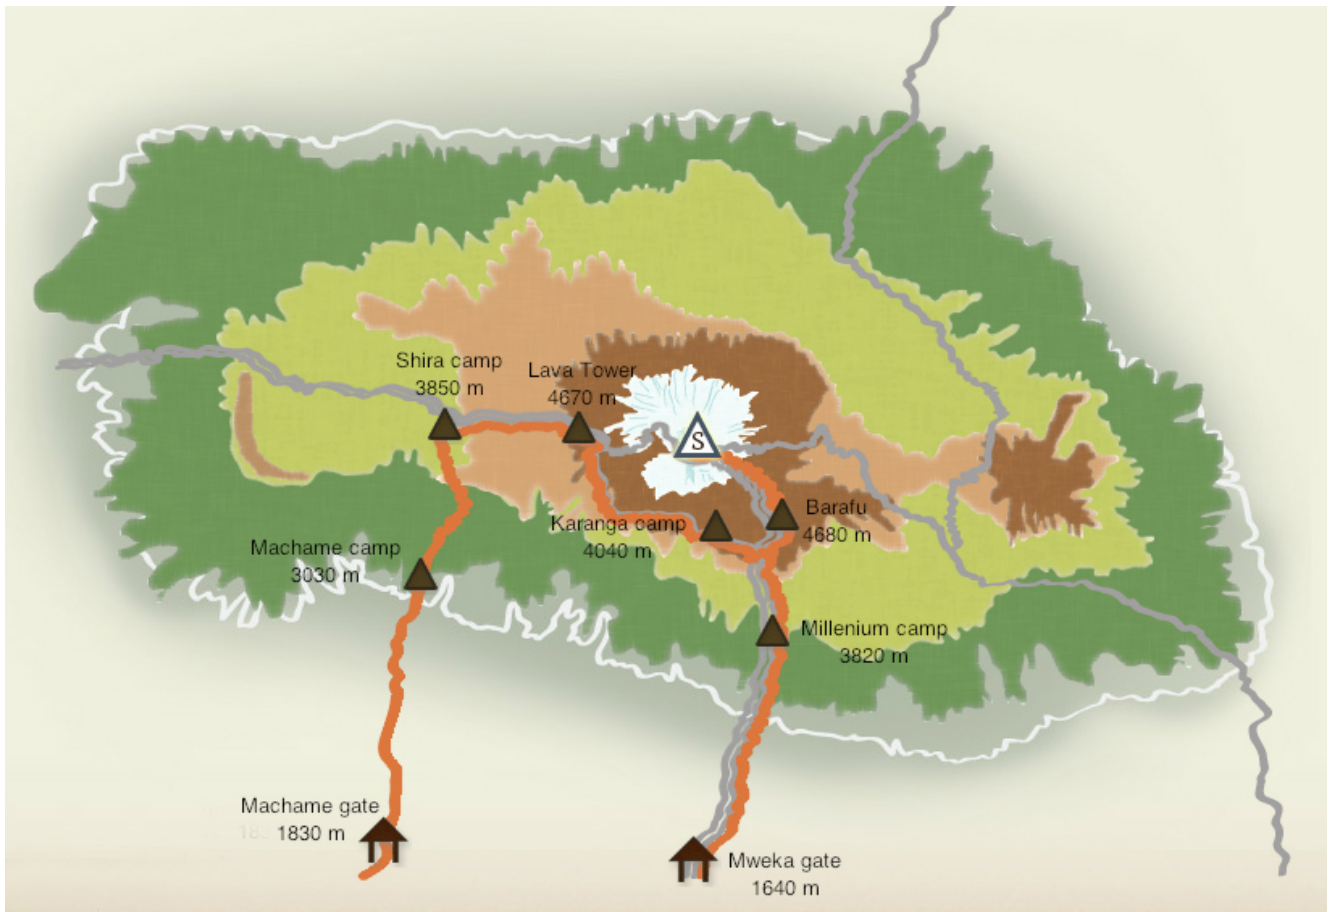 Shira camp
3850 m
Lava Tower
4670 m
S
Karanga camp
4040 m
Barafu
4680 m
Machame camp
3030 m
Millenium camp
3820 m
Machame gate
1830 m
Mweka gate
1640 m